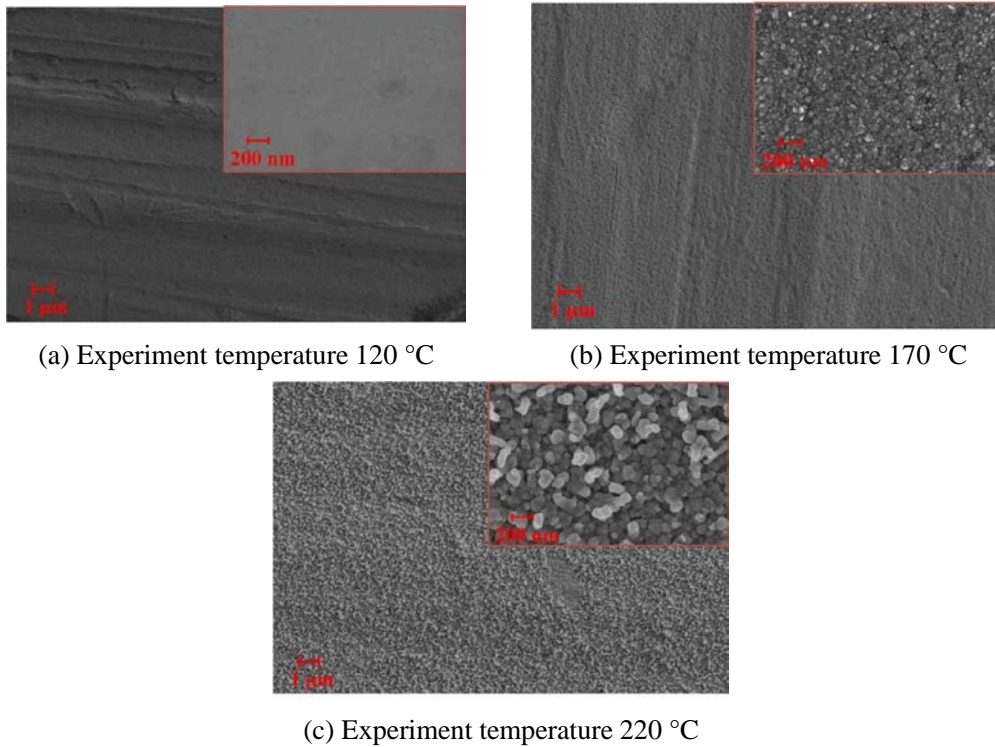 200 nm
1 μm
200 nm
1 μm
(a) Experiment temperature 120 °C
(b) Experiment temperature 170 °C
200 nm
1 μm
(c) Experiment temperature 220 °C